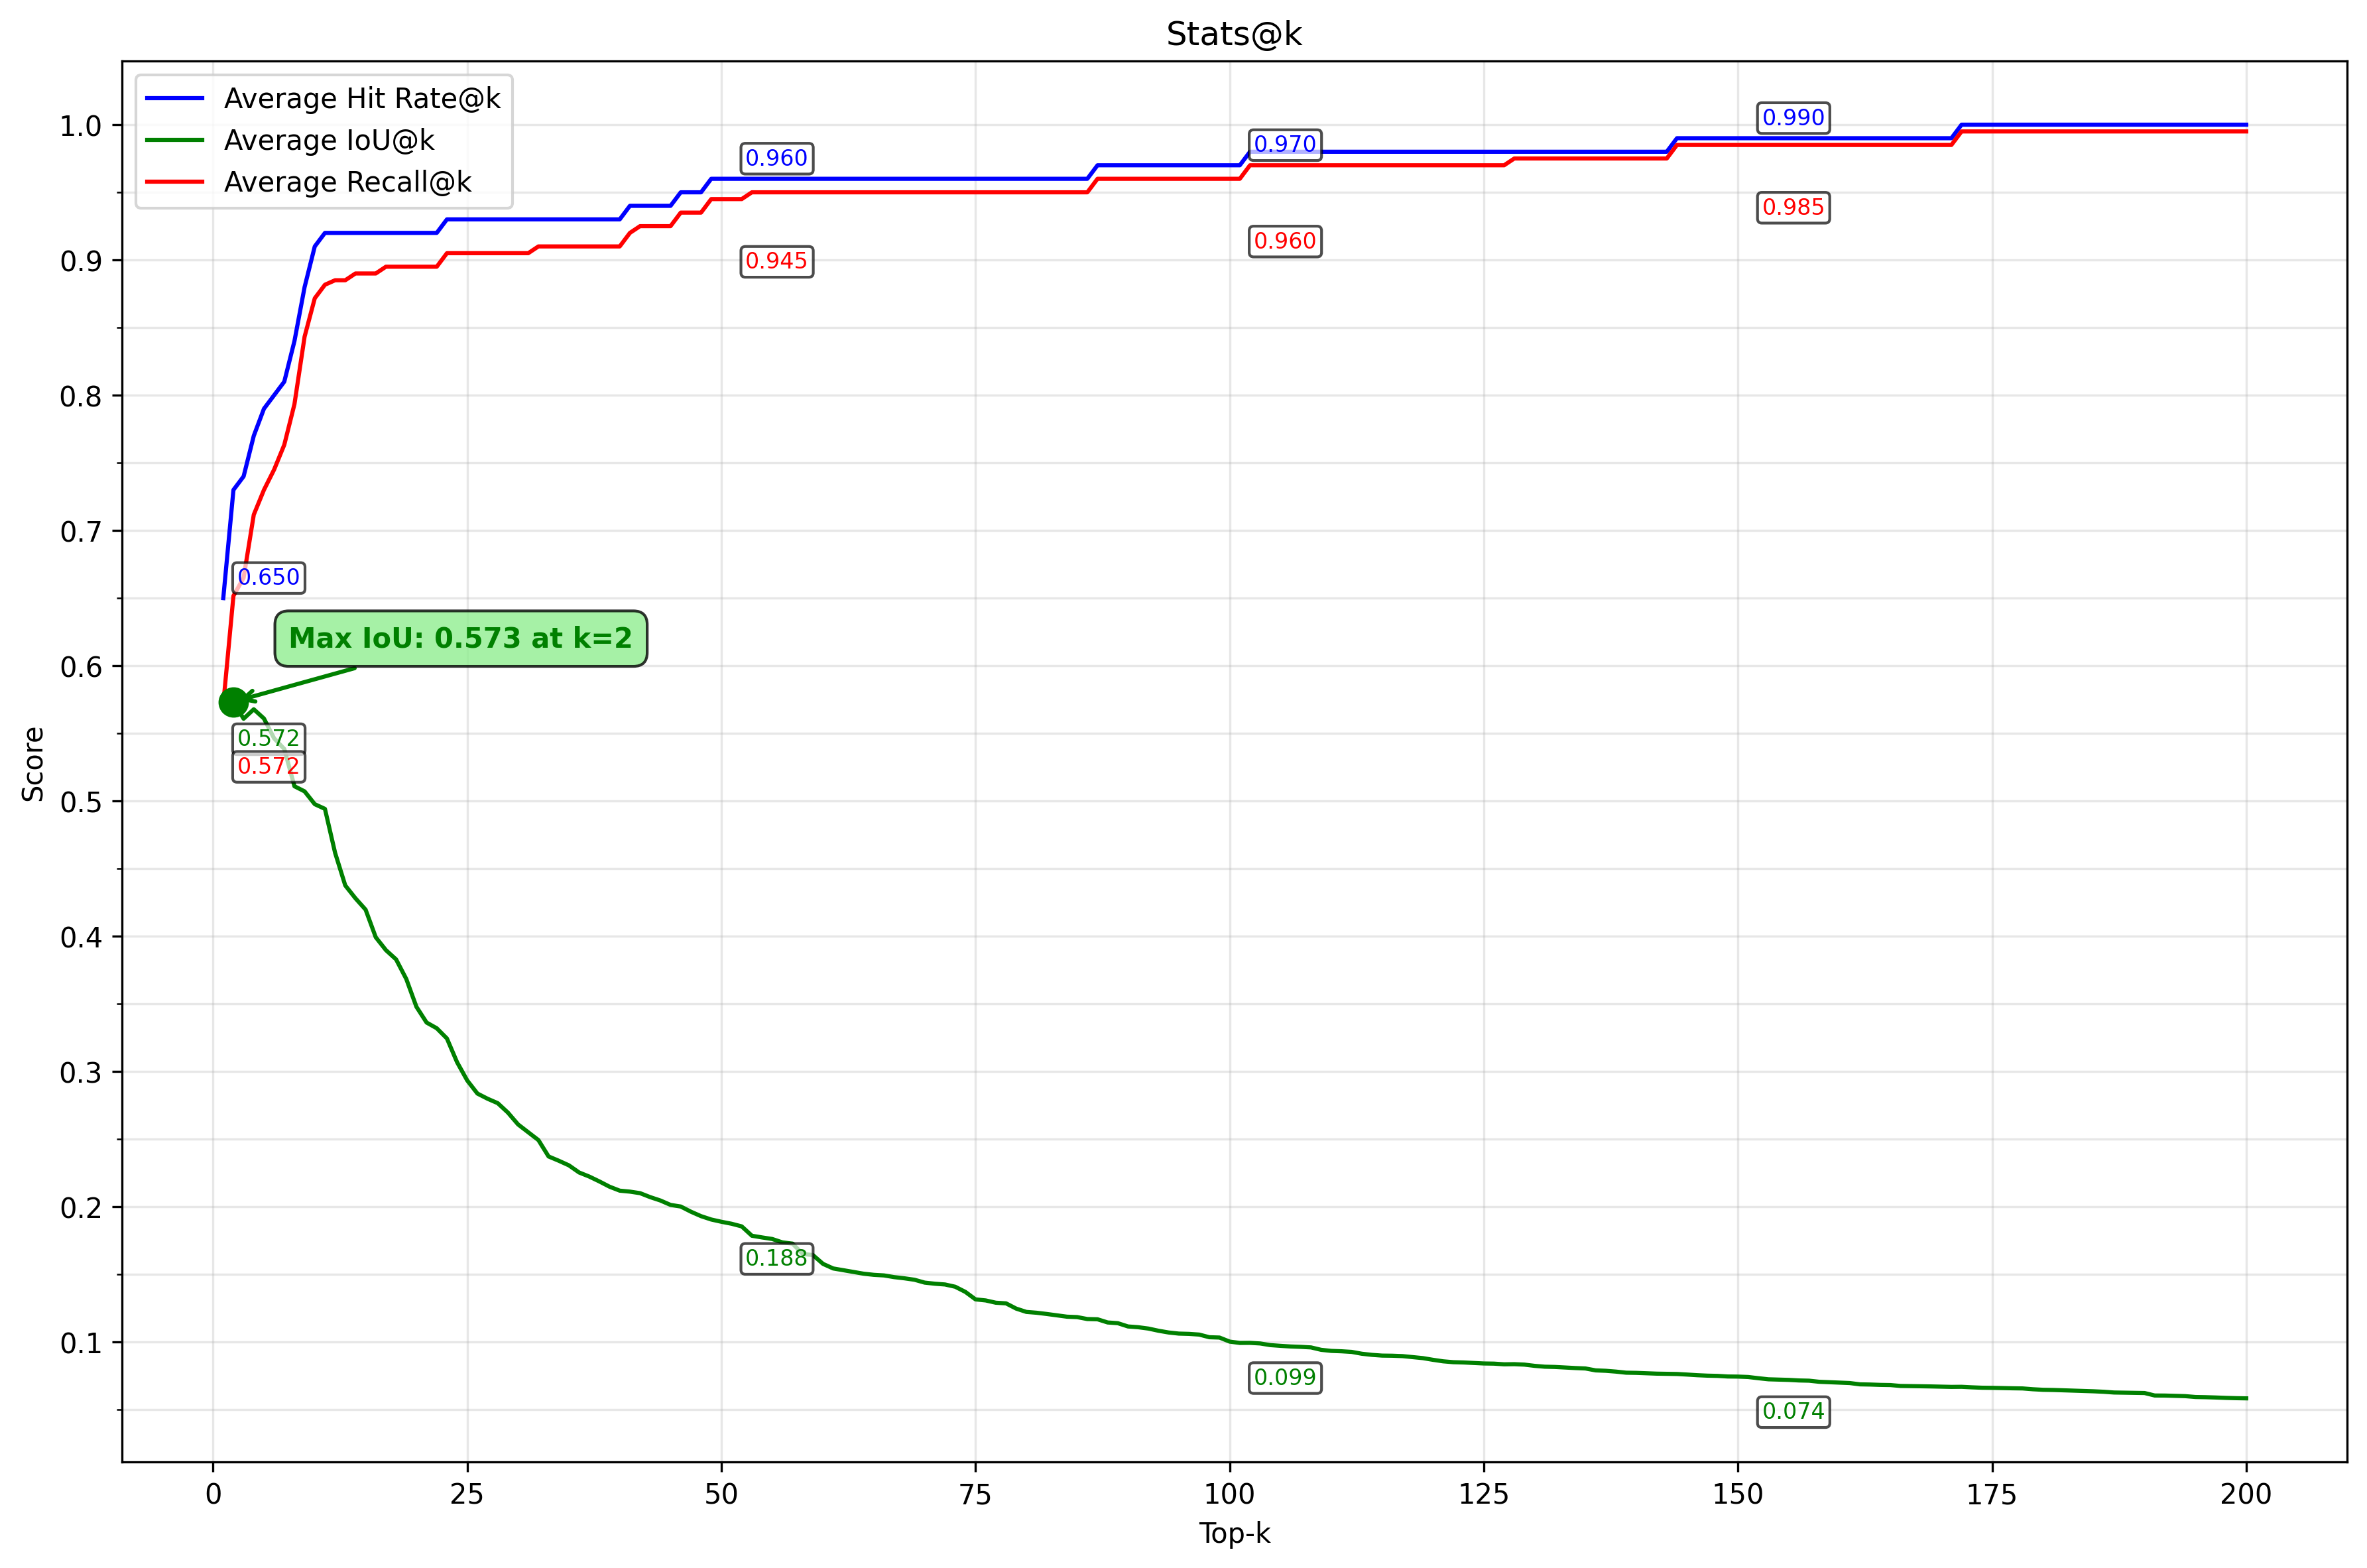 Stats@k
Average Hit Rate@k
Average IoU@k
Average Recall@k
0.990
0.960
0.970
0.985
0.960
0.945
0.650
Max IoU: 0.573 at k=2
0.572
0.572
0.188
0.099
0.074
Score
1.0
0.9
0.8
0.7
0.6
0.5
0.4
0.3
0.2
0.1
0 25 50 75 100 125 150 175 200
Top-k